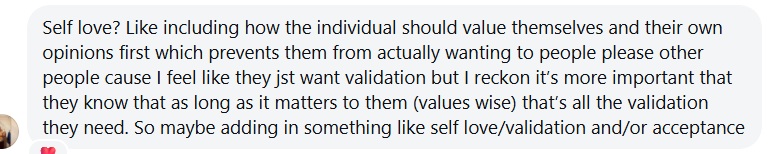 Self love? Like including how the individual should value themselves and their own
opinions first which prevents them from actually wanting to people please other
people cause I feel like they jst want validation but I reckon it's more important that
they know that as long as it matters to them (values wise) that's all the validation
they need. So maybe adding in something like self love/validation and/or acceptance